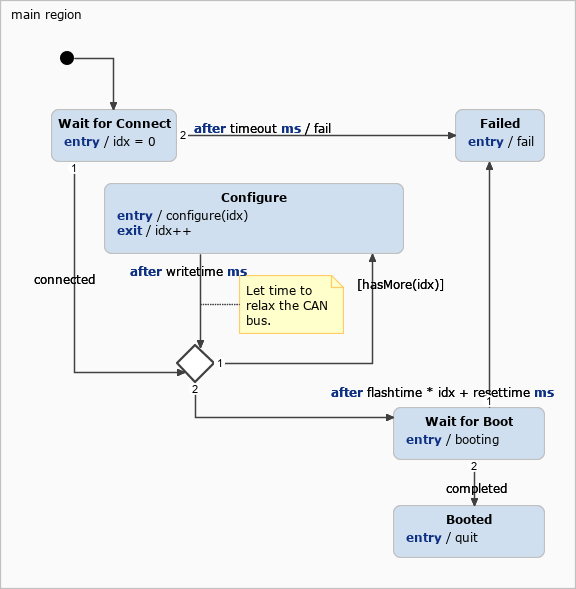 main region
Wait for Connect
entry / idx = 0
2
after timeout ms / fail
Failed
entry / fail
1
Configure
entry / configure(idx)
exit / idx++
after writetime ms
connected
Let time to
relax the CAN
bus.
[hasMore(idx)]
1
2
after flashtime * idx + resettime ms
1
Wait for Boot
entry / booting
2
completed
Booted
entry / quit